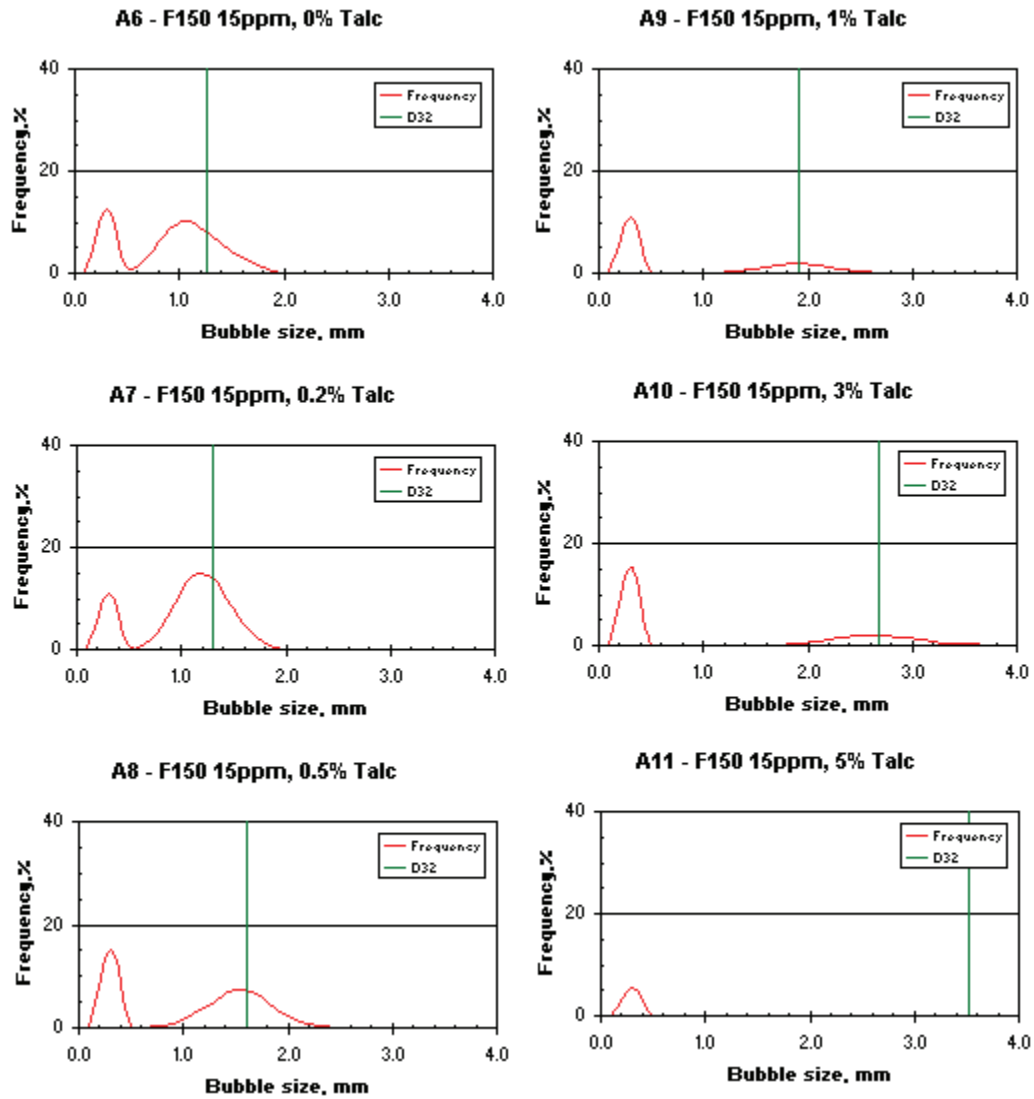 A6 - F150 15ppm, 0% Talc
40
20
0
Frequency,%
Frequency
D32
0.0 1.0 2.0 3.0 4.0
Bubble size, mm
A9 - F150 15ppm, 1% Talc
40
20
0
Frequency,%
Frequency
D32
0.0 1.0 2.0 3.0 4.0
Bubble size, mm
A7 - F150 15ppm, 0.2% Talc
40
20
0
Frequency,%
Frequency
D32
0.0 1.0 2.0 3.0 4.0
Bubble size, mm
A10 - F150 15ppm, 3% Talc
40
20
0
Frequency,%
Frequency
D32
0.0 1.0 2.0 3.0 4.0
Bubble size, mm
A8 - F150 15ppm, 0.5% Talc
40
20
0
Frequency,%
Frequency
D32
0.0 1.0 2.0 3.0 4.0
Bubble size, mm
A11 - F150 15ppm, 5% Talc
40
20
0
Frequency,%
Frequency
D32
0.0 1.0 2.0 3.0 4.0
Bubble size, mm